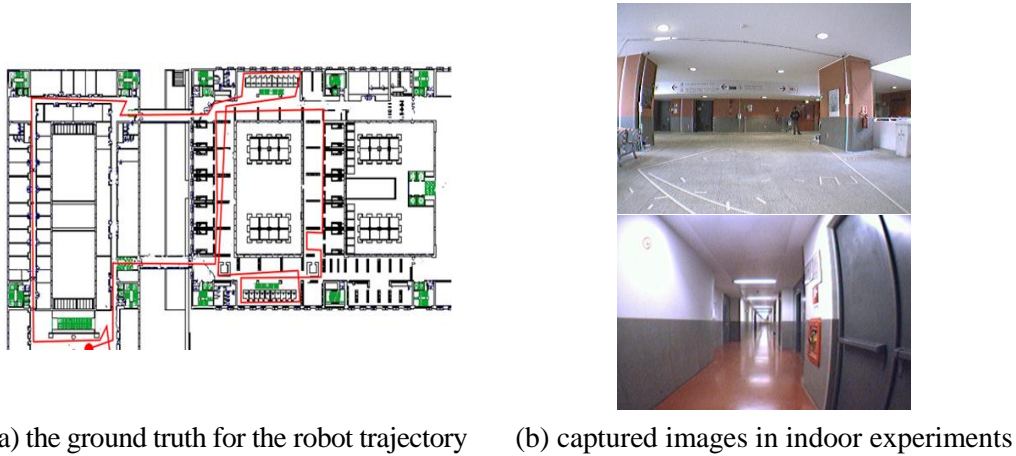 a) the ground truth for the robot trajectory
(b) captured images in indoor experiments